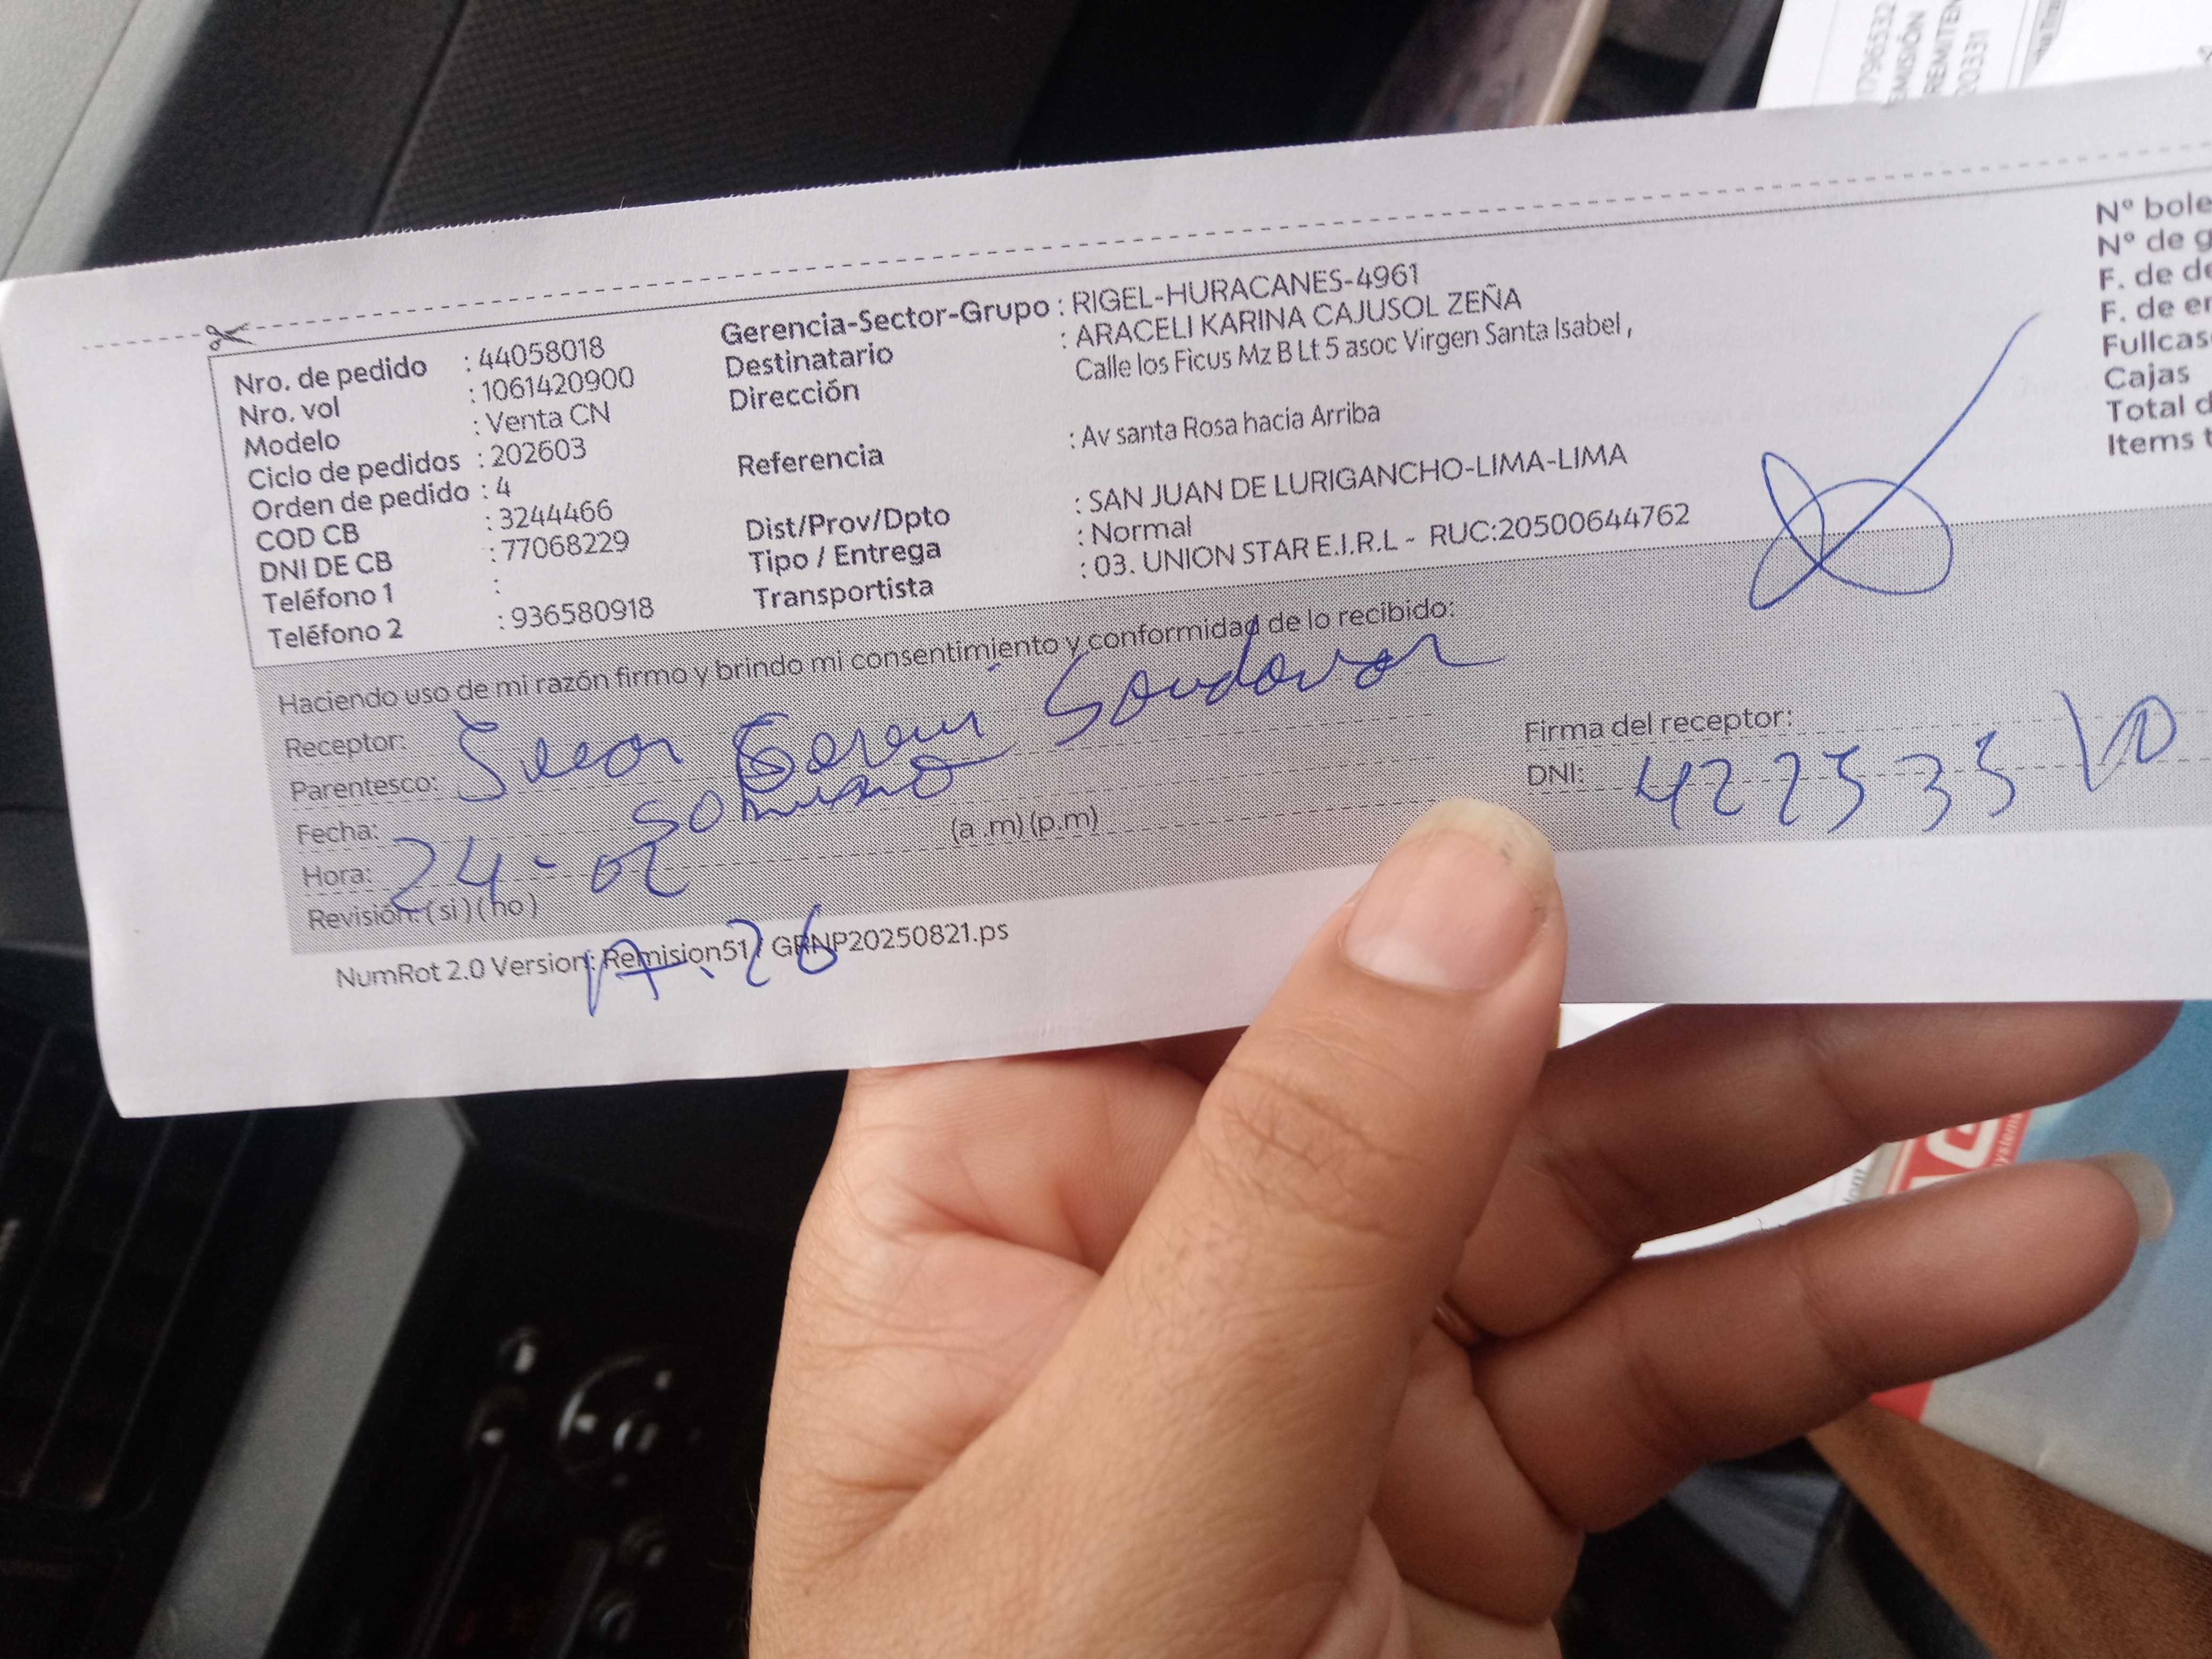 17796532
EMISIÓN
REMITEN
200331
Nro. de pedido : 44058018
Nro. vol : 1061420900
Modelo : Venta CN
Ciclo de pedidos : 202603
Orden de pedido : 4
COD CB : 3244466
DNI DE CB : 77068229
Teléfono 1 :
Teléfono 2 : 936580918
Gerencia-Sector-Grupo : RIGEL-HURACANES-4961
Destinatario : ARACELI KARINA CAJUSOL ZEÑA
Dirección Calle los Ficus Mz B Lt 5 asoc Virgen Santa Isabel ,
Referencia : Av santa Rosa hacia Arriba
Dist/Prov/Dpto : SAN JUAN DE LURIGANCHO-LIMA-LIMA
Tipo / Entrega : Normal
Transportista : 03. UNION STAR E.I.R.L - RUC:20500644762
Nº bole
Nº de g
F. de de
F. de en
Fullcas
Cajas
Total d
Items t
Haciendo uso de mi razón firmo y brindo mi consentimiento y conformidad de lo recibido:
Receptor: Sandoval
Parentesco:
Fecha: 24-02
Hora: (a .m) (p.m)
Revisión: ( si ) ( no )
17.26
Firma del receptor:
DNI:
NumRot 2.0 Version: Remision51 / GRNP20250821.ps